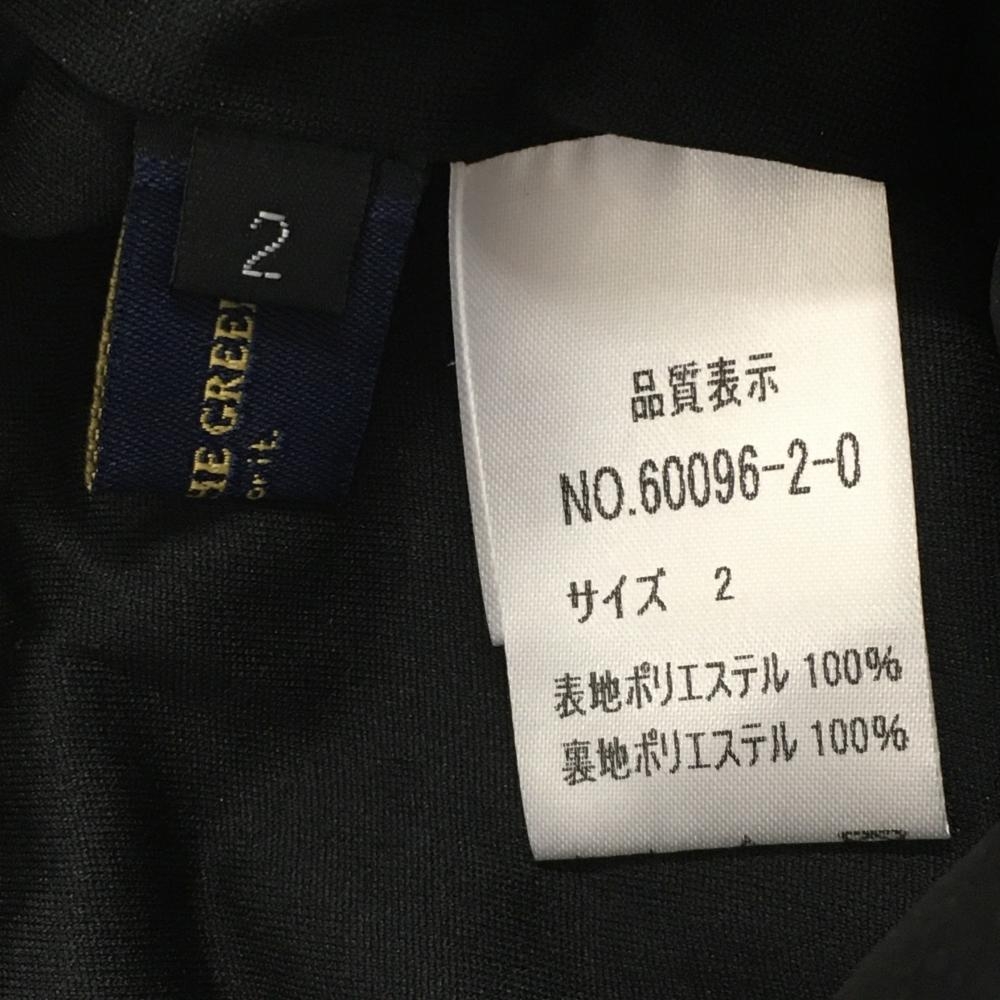 2
HE GREE
orit.
品質表示
NO.60096-2-0
サイズ 2
表地ポリエステル 100%
裏地ポリエステル 100%